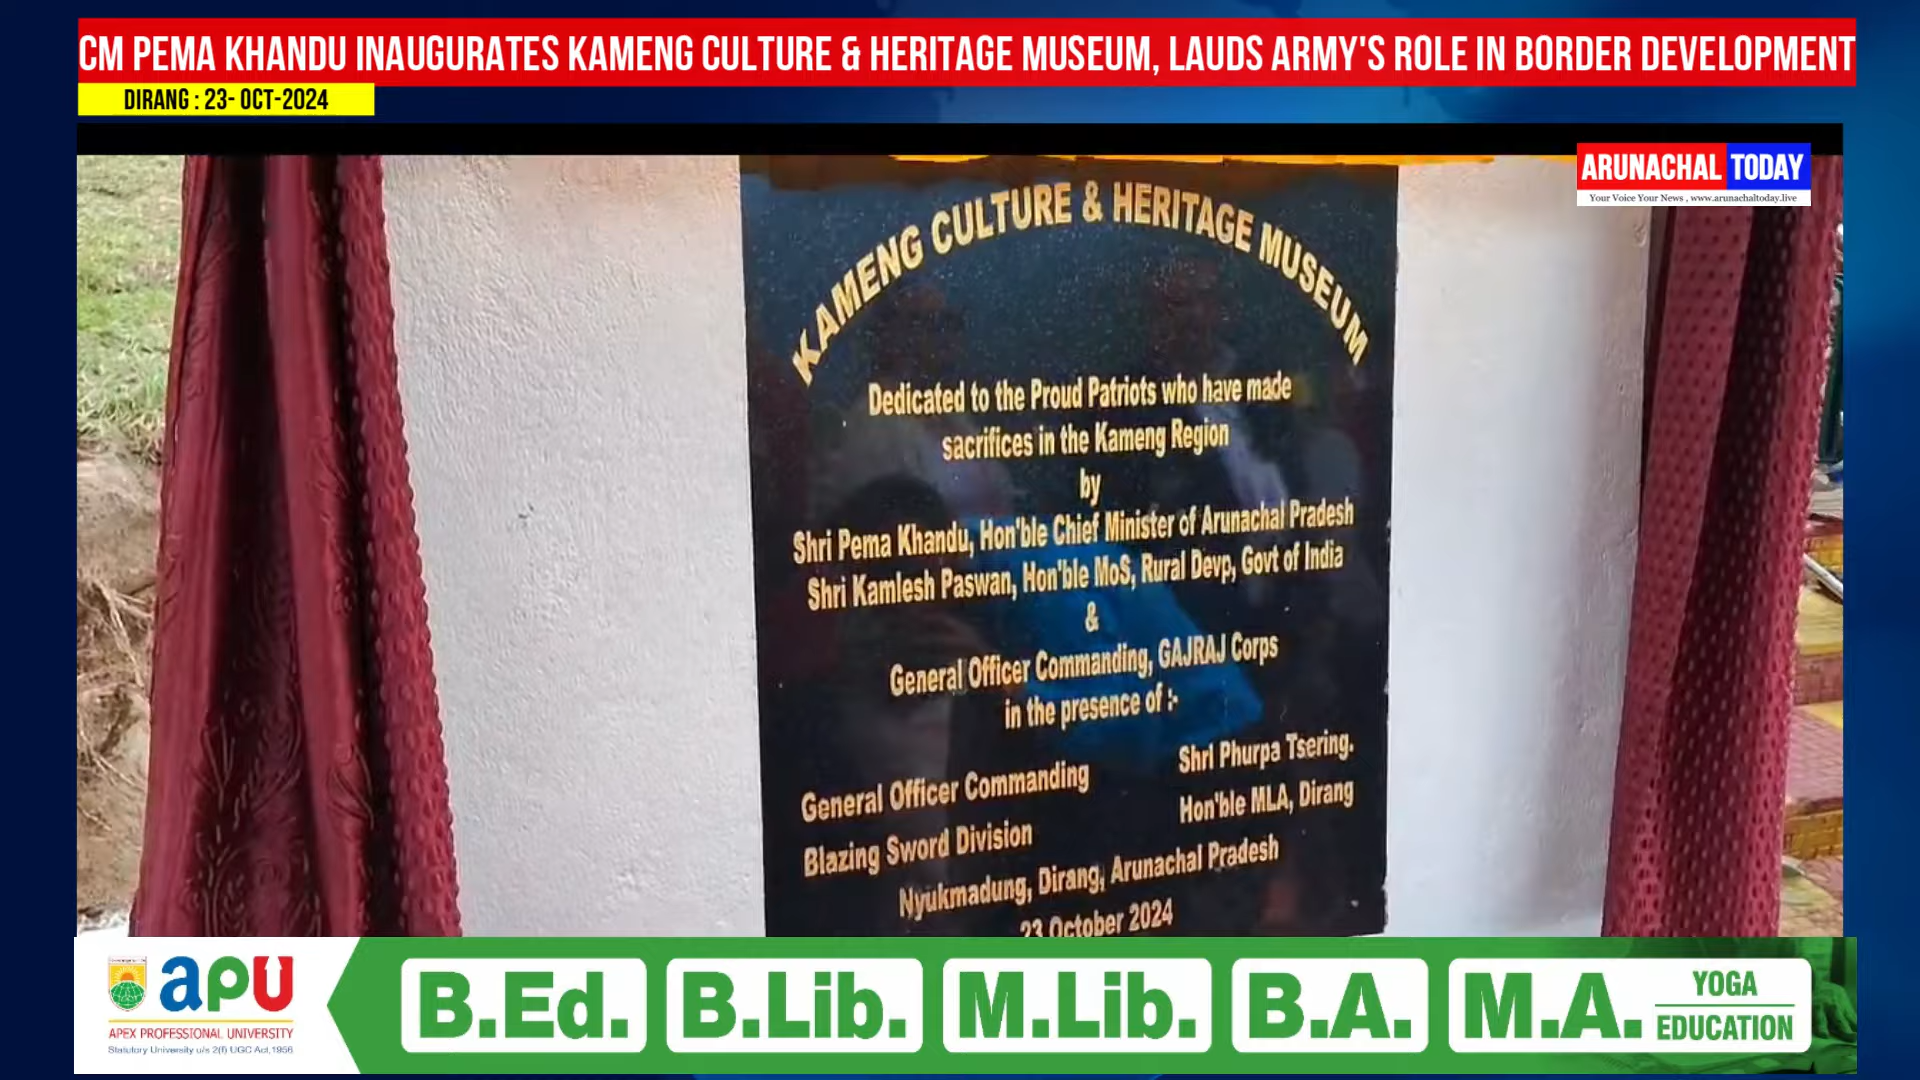 CM PEMA KHANDU INAUGURATES KAMENG CULTURE & HERITAGE MUSEUM, LAUDS ARMY'S ROLE IN BORDER DEVELOPMENT
DIRANG : 23- OCT-2024
ARUNACHAL TODAY
Your Voice Your News , www.arunachaltoday.live
KAMENG CULTURE & HERITAGE MUSEUM
Dedicated to the Proud Patriots who have made
sacrifices in the Kameng Region
by
Shri Pema Khandu, Hon'ble Chief Minister of Arunachal Pradesh
Shri Kamlesh Paswan, Hon'ble MoS, Rural Devp, Govt of India
&
General Officer Commanding, GAJRAJ Corps
in the presence of :-
General Officer Commanding
Blazing Sword Division
Shri Phurpa Tsering.
Hon'ble MLA, Dirang
Nyukmadung, Dirang, Arunachal Pradesh
23 October 2024
apu
APEX PROFESSIONAL UNIVERSITY
Statutory University u/s 2(f) UGC Act,1956
B.Ed.
B.Lib.
M.Lib.
B.A.
M.A. YOGA
EDUCATION